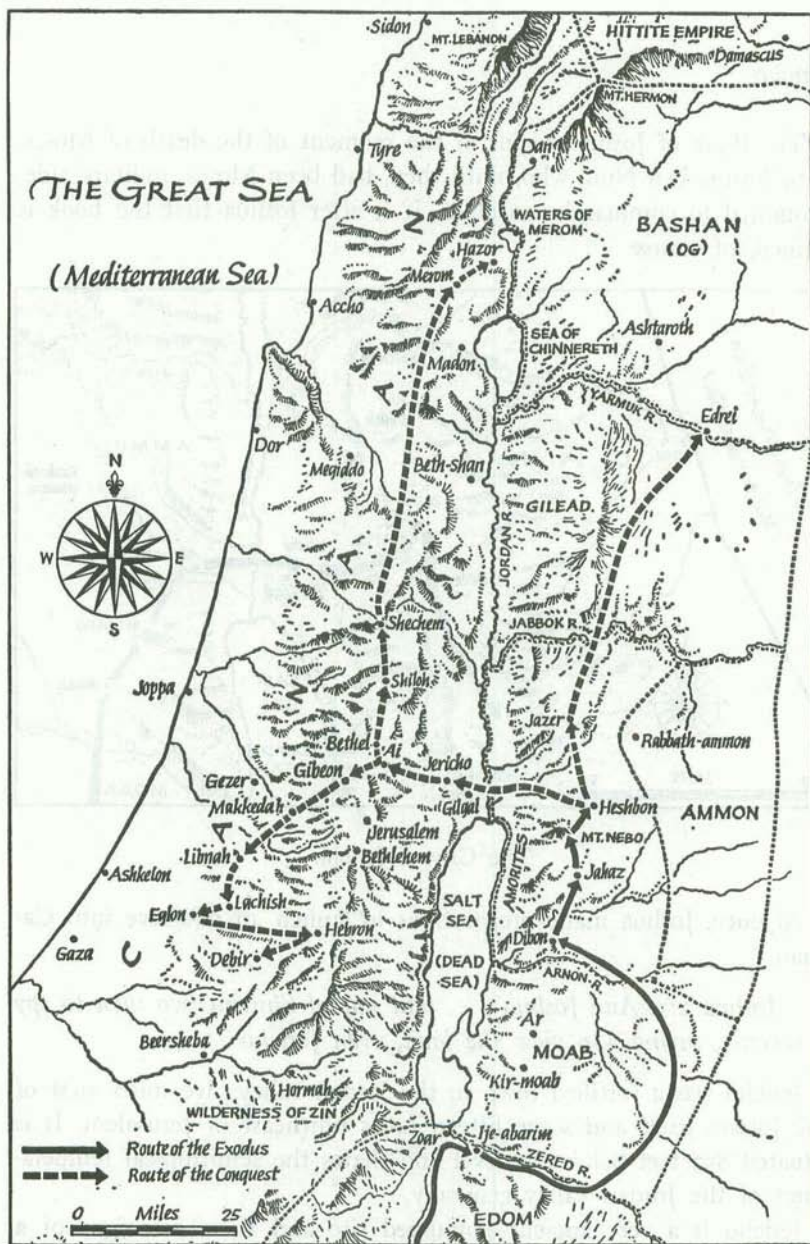 Sidon
MT. LEBANON
HITTITE EMPIRE
Damascus
MT. HERMON
Tyre
Dan
THE GREAT SEA
(Mediterranean Sea)
WATERS OF
MEROM
BASHAN
(OG)
Hazor
Merom
Accho
SEA OF
CHINNERETH
Ashtaroth
Madon
YARMUK R.
Edrei
Dor
Megiddo
Beth-shan
GILEAD
JORDAN R.
N
W
E
S
CANAAN
Shechem
JABBOK R.
Joppa
Shiloh
Jazer
Rabbath-ammon
Bethel
Ai
Gibeon
Jericho
Gezer
Gilgal
Heshbon
Makkedah
AMMON
Jerusalem
MT. NEBO
Libnah
Bethlehem
Ashkelon
AMORITES
Jahaz
Lachish
SALT
SEA
(DEAD
SEA)
Eglon
Hebron
Dibon
Gaza
Debir
ARNON R.
Ar
MOAB
Beersheba
Kir-moab
Hormah
WILDERNESS OF ZIN
Zoar
Ije-abarim
ZERED R.
EDOM
Route of the Exodus
Route of the Conquest
0 Miles 25